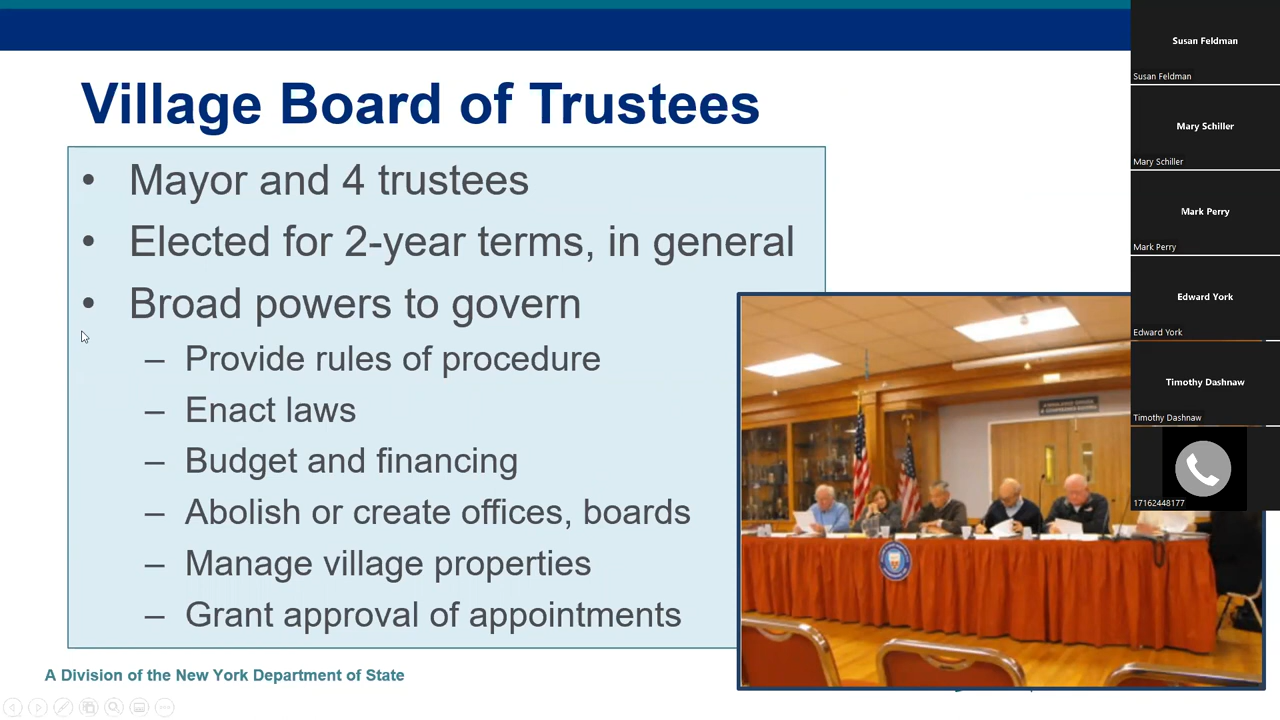 Village Board of Trustees
• Mayor and 4 trustees
• Elected for 2-year terms, in general
• Broad powers to govern
– Provide rules of procedure
– Enact laws
– Budget and financing
– Abolish or create offices, boards
– Manage village properties
– Grant approval of appointments
A Division of the New York Department of State
Susan Feldman
Susan Feldman
Mary Schiller
Mary Schiller
Mark Perry
Mark Perry
Edward York
Edward York
Timothy Dashnaw
Timothy Dashnaw
17162448177